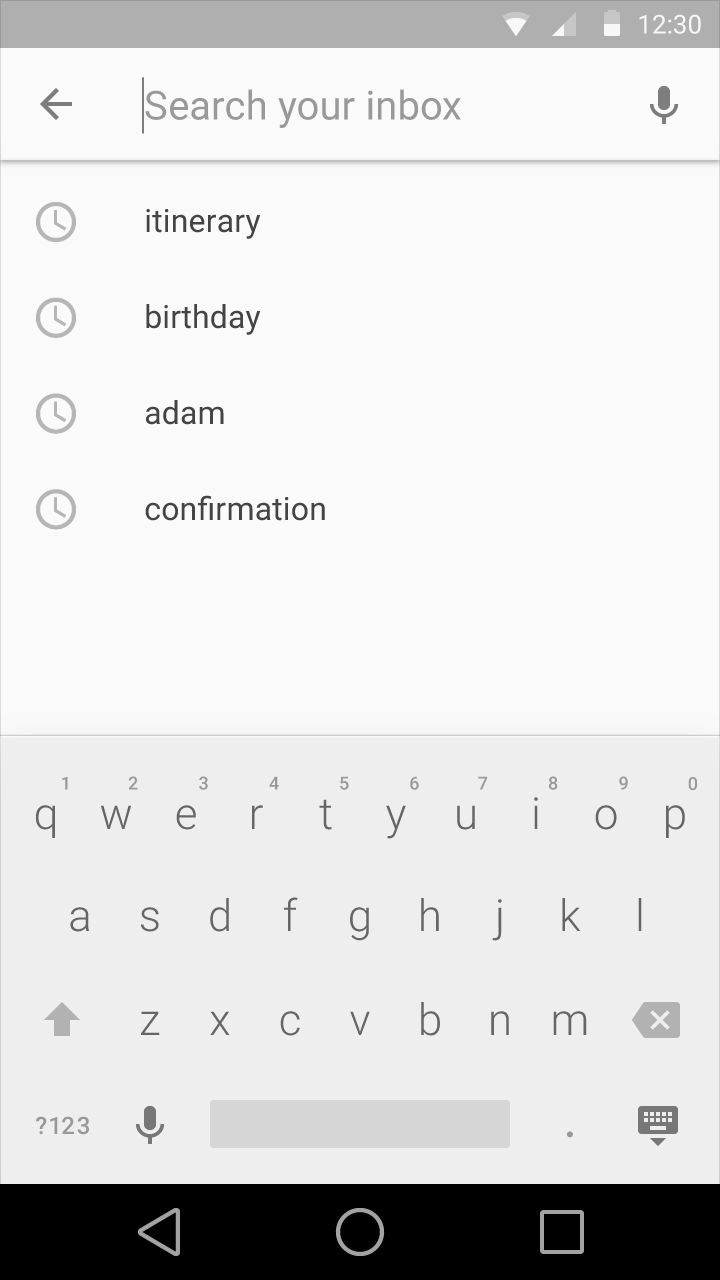 12:30
Search your inbox
itinerary
birthday
adam
confirmation
1 2 3 4 5 6 7 8 9 0
q w e r t y u i o p
a s d f g h j k l
z x c v b n m
?123 .